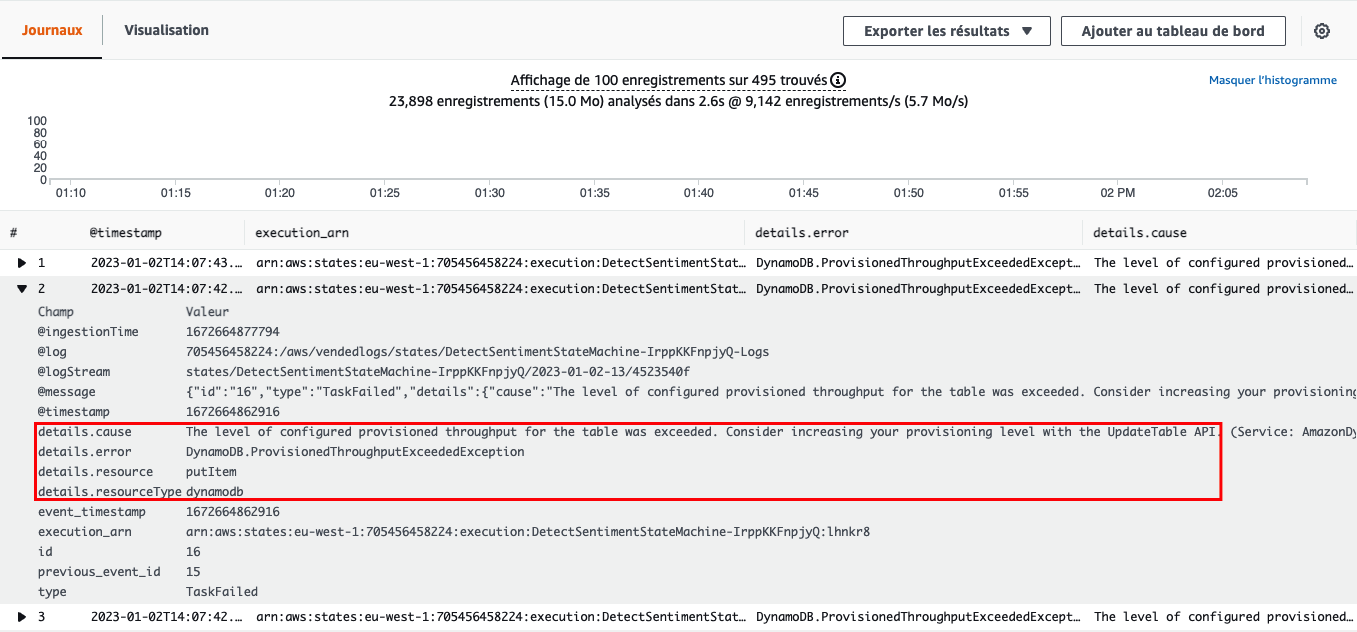 Journaux Visualisation Exporter les résultats ▼ Ajouter au tableau de bord
Affichage de 100 enregistrements sur 495 trouvés
Masquer l'histogramme
23,898 enregistrements (15.0 Mo) analysés dans 2.6s @ 9,142 enregistrements/s (5.7 Mo/s)
100
80
60
40
20
0
01:10 01:15 01:20 01:25 01:30 01:35 01:40 01:45 01:50 01:55 02 PM 02:05
# @timestamp execution_arn details.error details.cause
1 2023-01-02T14:07:43.… arn:aws:states:eu-west-1:705456458224:execution:DetectSentimentStat… DynamoDB.ProvisionedThroughputExceededExcept… The level of configured provisioned…
2 2023-01-02T14:07:42.… arn:aws:states:eu-west-1:705456458224:execution:DetectSentimentStat… DynamoDB.ProvisionedThroughputExceededExcept… The level of configured provisioned…
Champ Valeur
@ingestionTime 1672664877794
@log 705456458224:/aws/vendedlogs/states/DetectSentimentStateMachine-IrppKKFnpjyQ-Logs
@logStream states/DetectSentimentStateMachine-IrppKKFnpjyQ/2023-01-02-13/4523540f
@message {"id":"16","type":"TaskFailed","details":{"cause":"The level of configured provisioned throughput for the table was exceeded. Consider increasing your provisioning
@timestamp 1672664862916
details.cause The level of configured provisioned throughput for the table was exceeded. Consider increasing your provisioning level with the UpdateTable API. (Service: AmazonDy
details.error DynamoDB.ProvisionedThroughputExceededException
details.resource putItem
details.resourceType dynamodb
event_timestamp 1672664862916
execution_arn arn:aws:states:eu-west-1:705456458224:execution:DetectSentimentStateMachine-IrppKKFnpjyQ:lhnkr8
id 16
previous_event_id 15
type TaskFailed
3 2023-01-02T14:07:42.… arn:aws:states:eu-west-1:705456458224:execution:DetectSentimentStat… DynamoDB.ProvisionedThroughputExceededExcept… The level of configured provisioned…